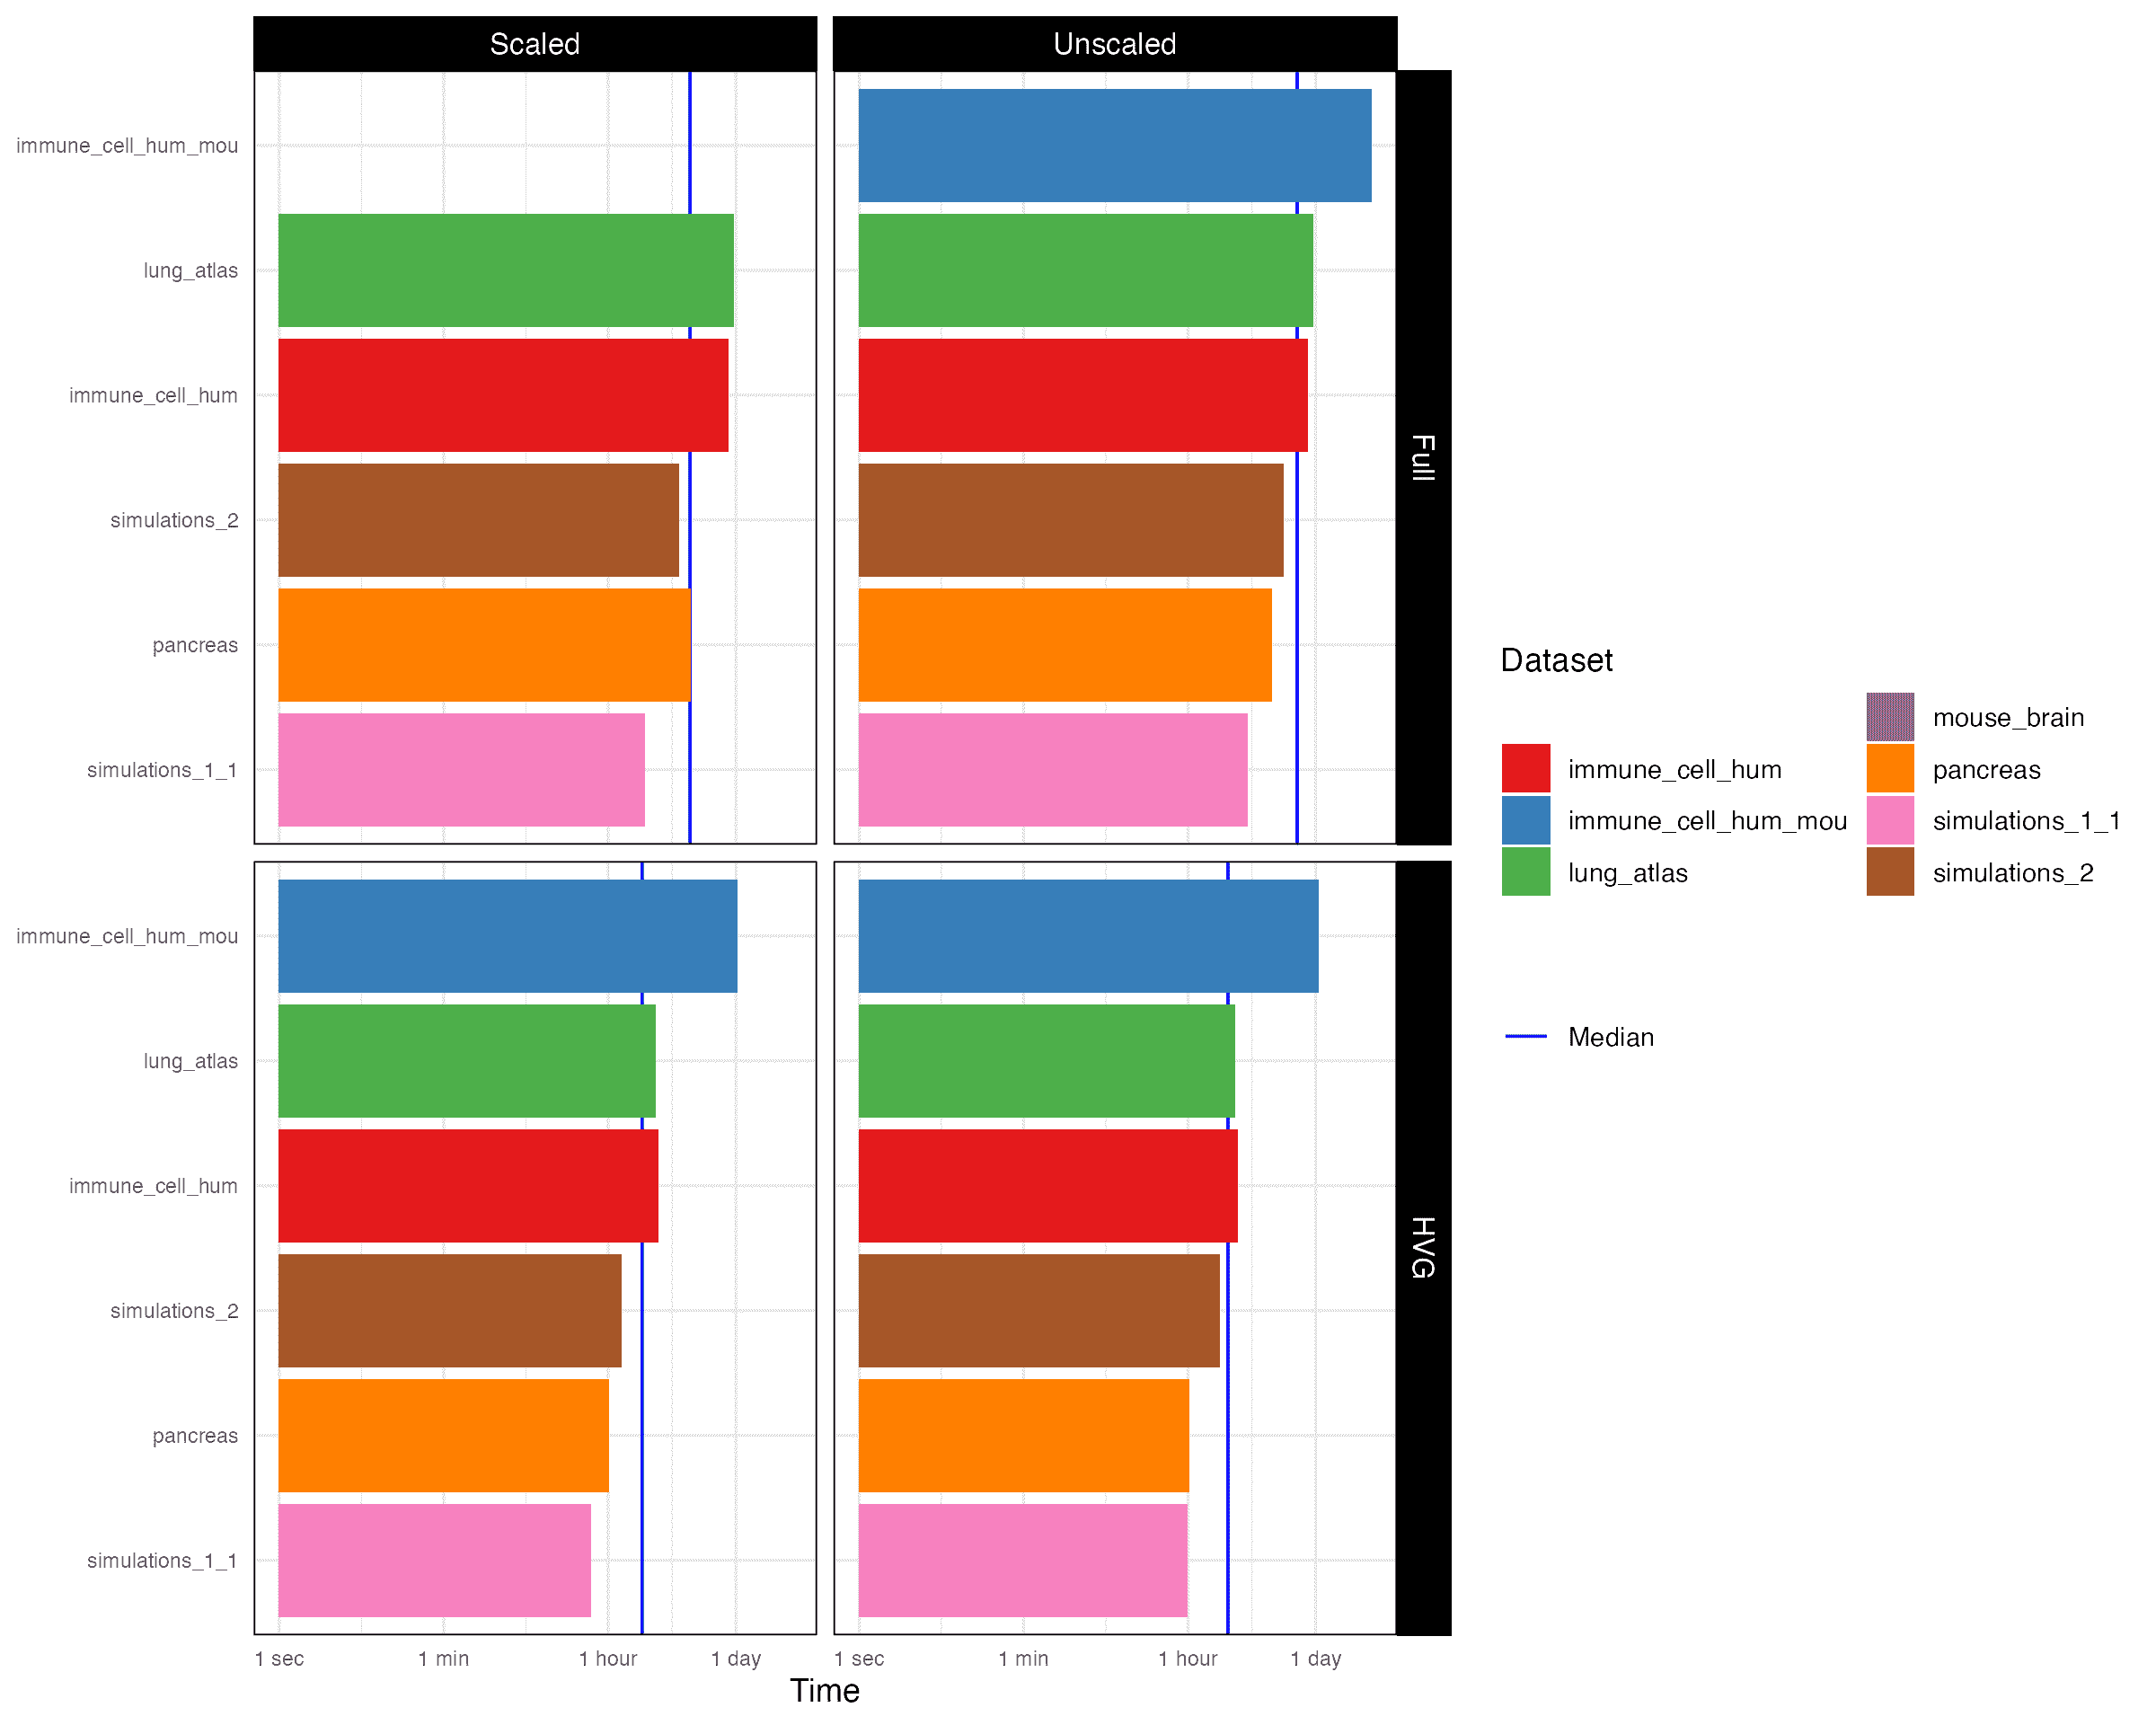 Scaled
Unscaled
immune_cell_hum_mou
lung_atlas
immune_cell_hum
simulations_2
pancreas
simulations_1_1
Full
immune_cell_hum_mou
lung_atlas
immune_cell_hum
simulations_2
pancreas
simulations_1_1
HVG
1 sec
1 min
1 hour
1 day
1 sec
1 min
1 hour
1 day
Time
Dataset
immune_cell_hum
immune_cell_hum_mou
lung_atlas
mouse_brain
pancreas
simulations_1_1
simulations_2
Median